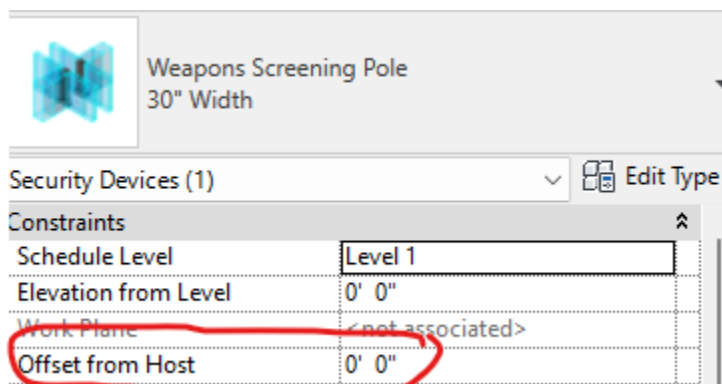 Weapons Screening Pole
30" Width
Security Devices (1)
Edit Type
Constraints
Schedule Level Level 1
Elevation from Level 0' 0"
Work Plane <not associated>
Offset from Host 0' 0"